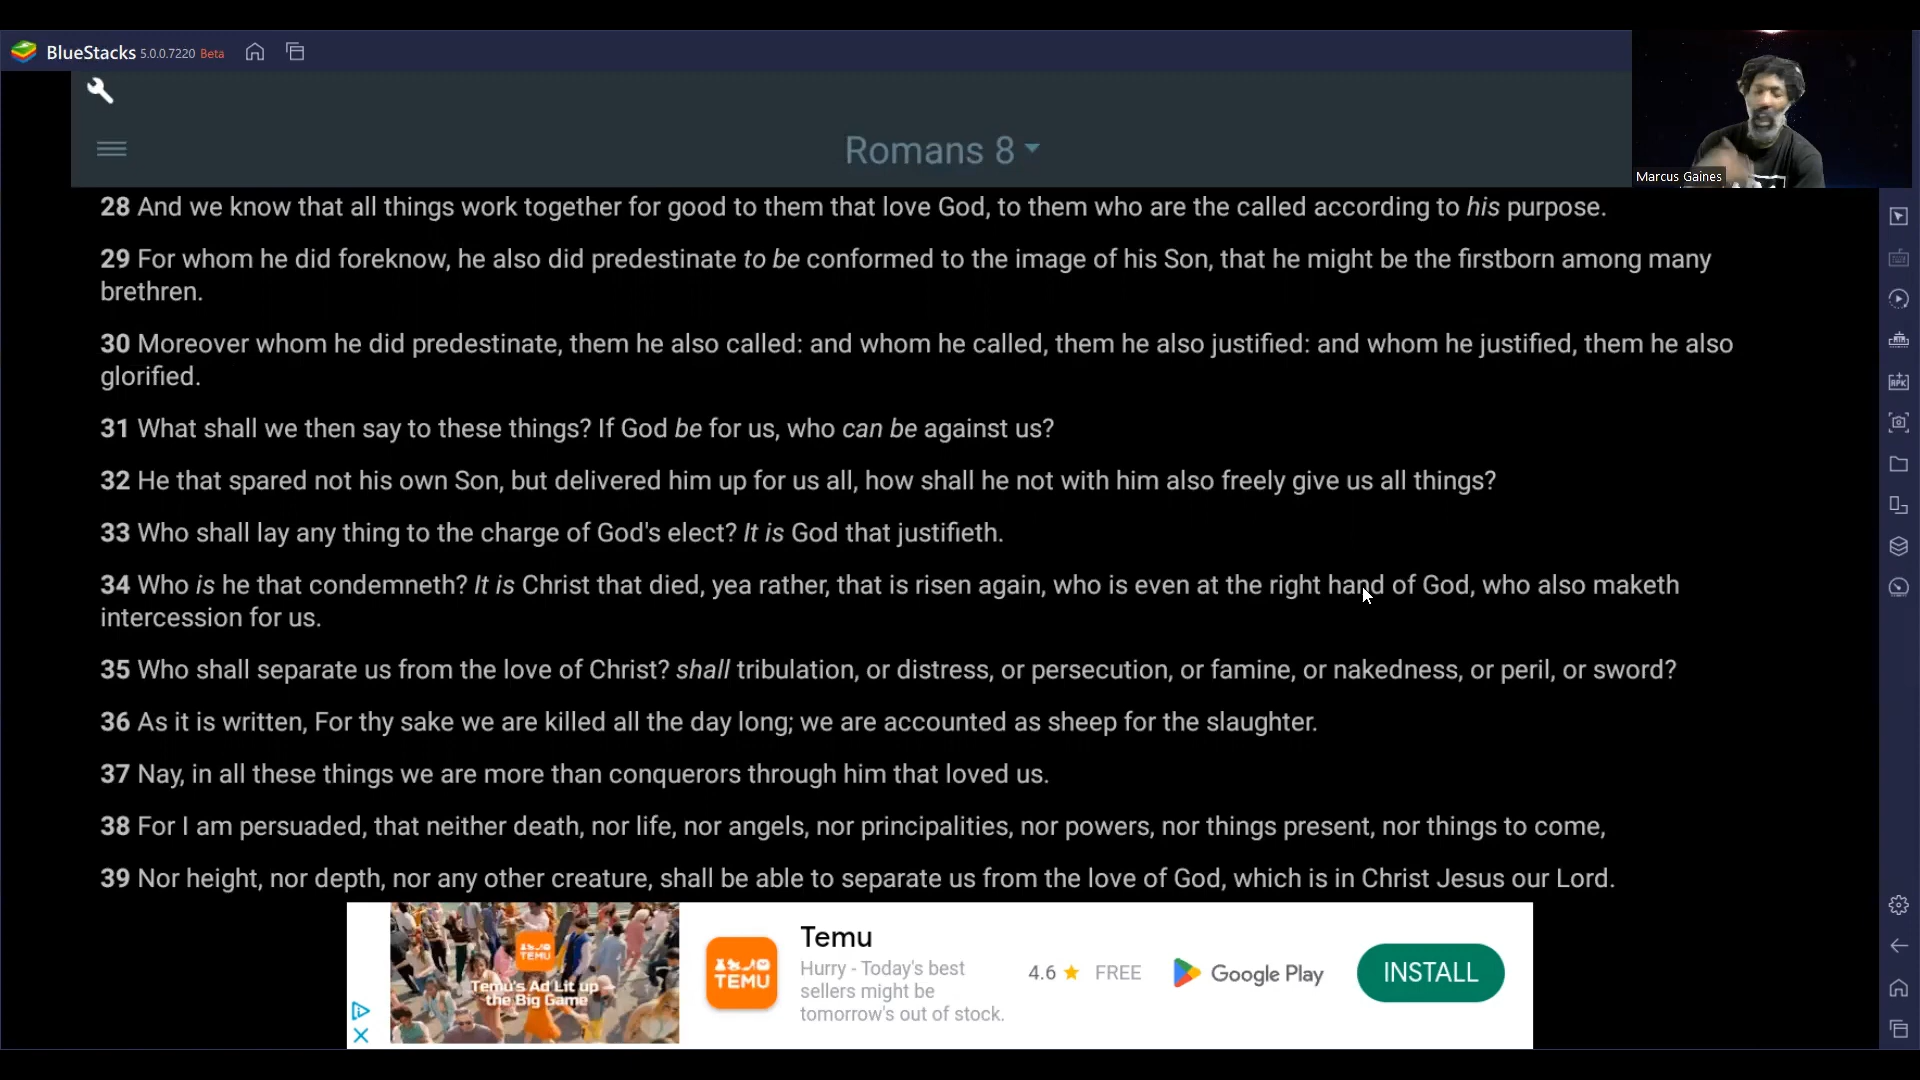 BlueStacks 5.0.0.7220 Beta
Romans 8
Marcus Gaines
28 And we know that all things work together for good to them that love God, to them who are the called according to his purpose.
29 For whom he did foreknow, he also did predestinate to be conformed to the image of his Son, that he might be the firstborn among many
brethren.
30 Moreover whom he did predestinate, them he also called: and whom he called, them he also justified: and whom he justified, them he also
glorified.
31 What shall we then say to these things? If God be for us, who can be against us?
32 He that spared not his own Son, but delivered him up for us all, how shall he not with him also freely give us all things?
33 Who shall lay any thing to the charge of God's elect? It is God that justifieth.
34 Who is he that condemneth? It is Christ that died, yea rather, that is risen again, who is even at the right hand of God, who also maketh
intercession for us.
35 Who shall separate us from the love of Christ? shall tribulation, or distress, or persecution, or famine, or nakedness, or peril, or sword?
36 As it is written, For thy sake we are killed all the day long; we are accounted as sheep for the slaughter.
37 Nay, in all these things we are more than conquerors through him that loved us.
38 For I am persuaded, that neither death, nor life, nor angels, nor principalities, nor powers, nor things present, nor things to come,
39 Nor height, nor depth, nor any other creature, shall be able to separate us from the love of God, which is in Christ Jesus our Lord.
TEMU
Temu's Ad Lit up
the Big Game
TEMU
Temu
Hurry - Today's best
sellers might be
tomorrow's out of stock.
4.6 ★ FREE
Google Play
INSTALL